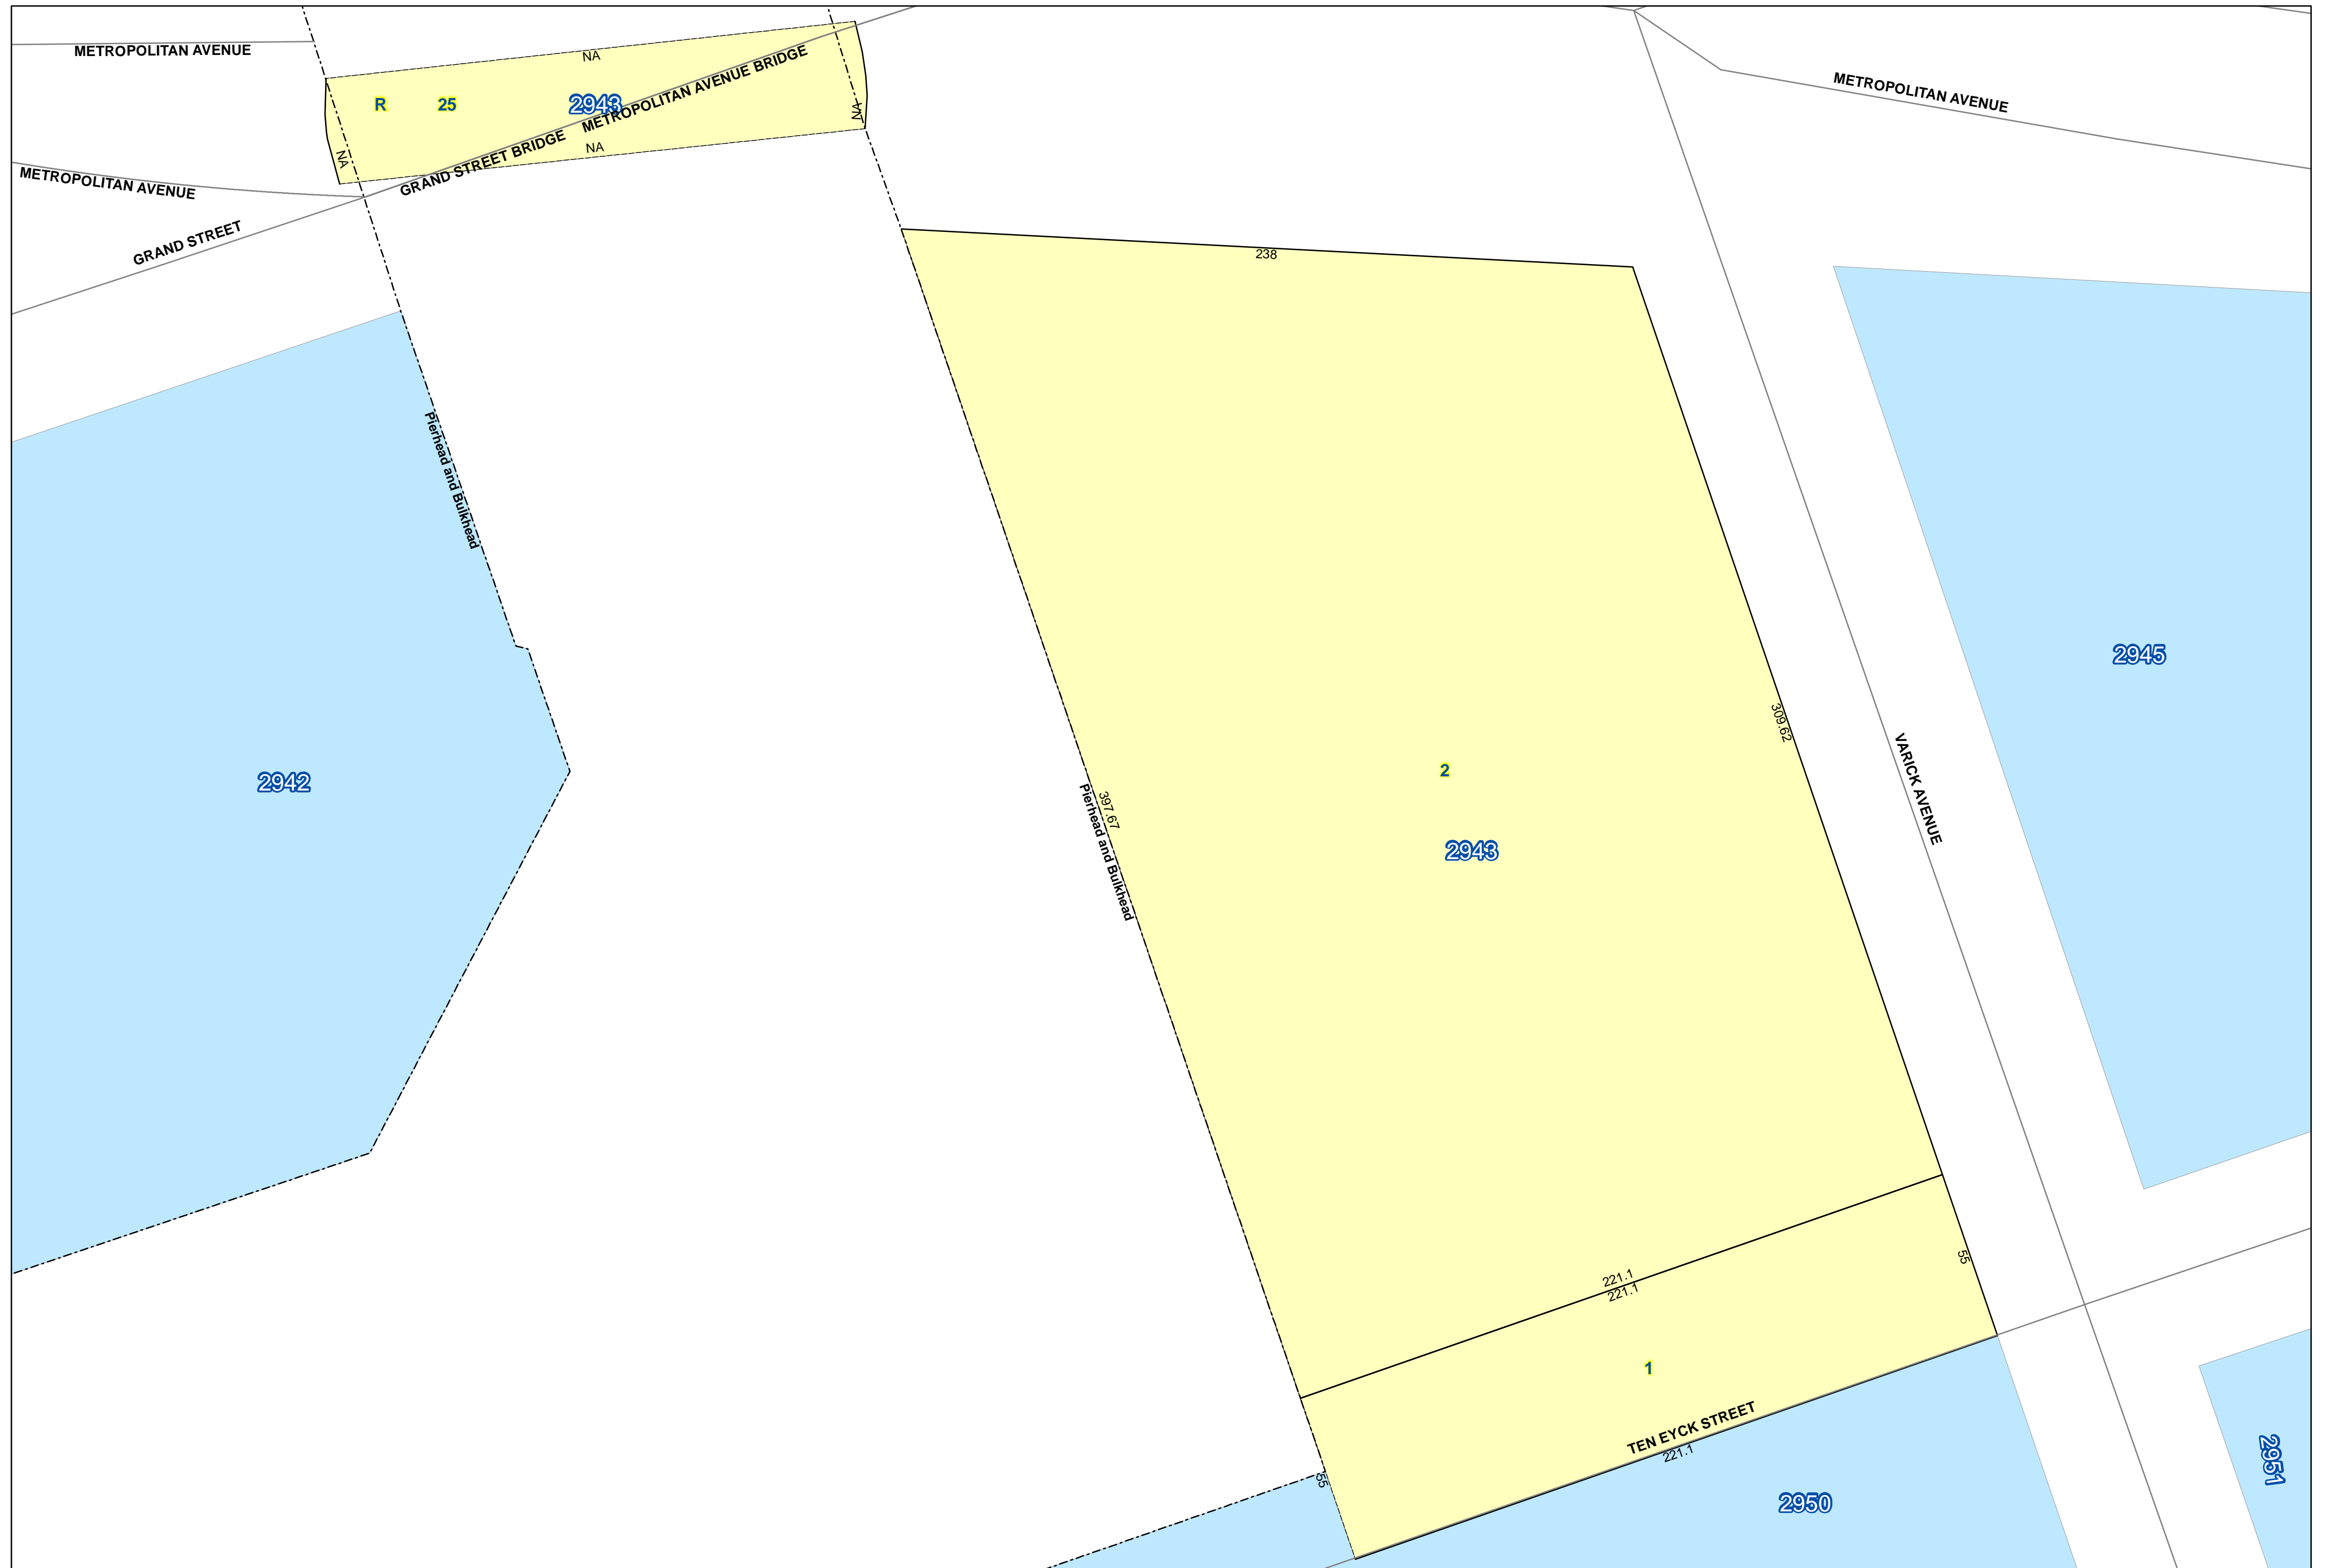 METROPOLITAN AVENUE
NA
METROPOLITAN AVENUE BRIDGE
METROPOLITAN AVENUE
R
25
2943
NA
GRAND STREET BRIDGE
NA
NA
METROPOLITAN AVENUE
GRAND STREET
238
Pierhead and Bulkhead
2945
309.62
2942
2
VARICK AVENUE
397.67
Pierhead and Bulkhead
2943
55
221.1
221.1
1
TEN EYCK STREET
221.1
55
2950
2951